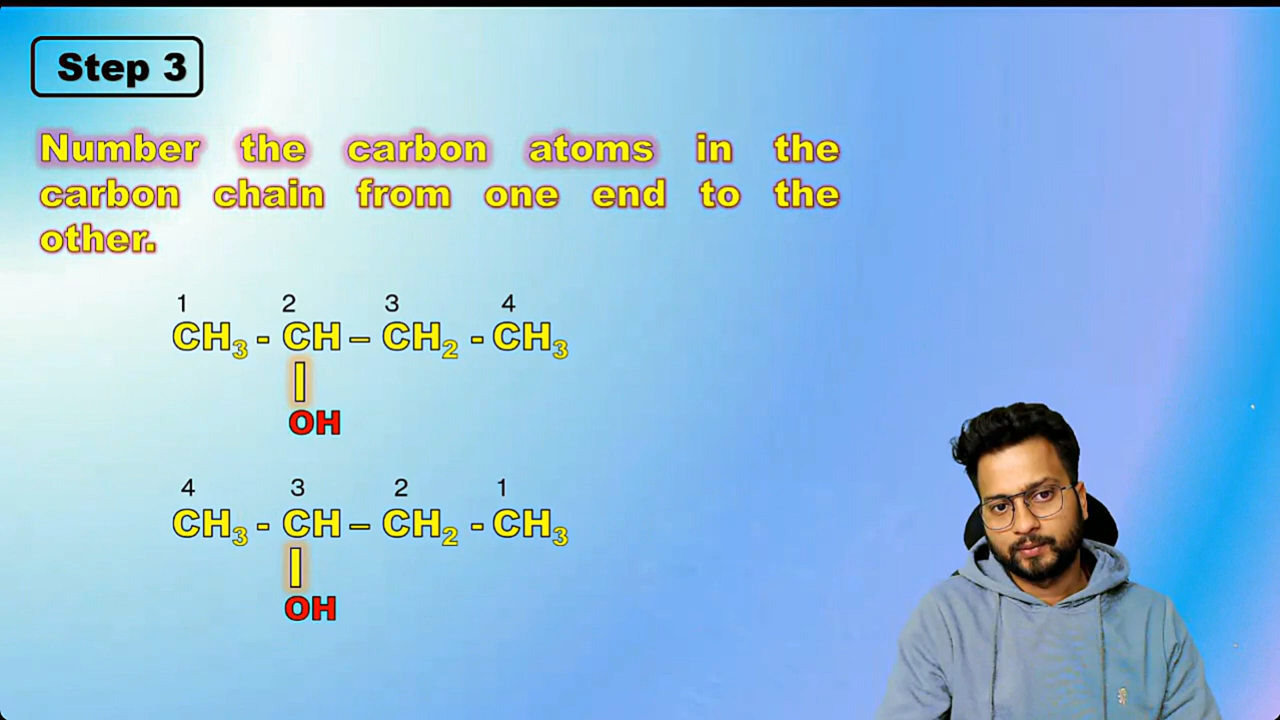 Step 3
Number the carbon atoms in the
carbon chain from one end to the
other.
1 2 3 4
CH₃ - CH – CH₂ - CH₃
|
OH
4 3 2 1
CH₃ - CH – CH₂ - CH₃
|
OH